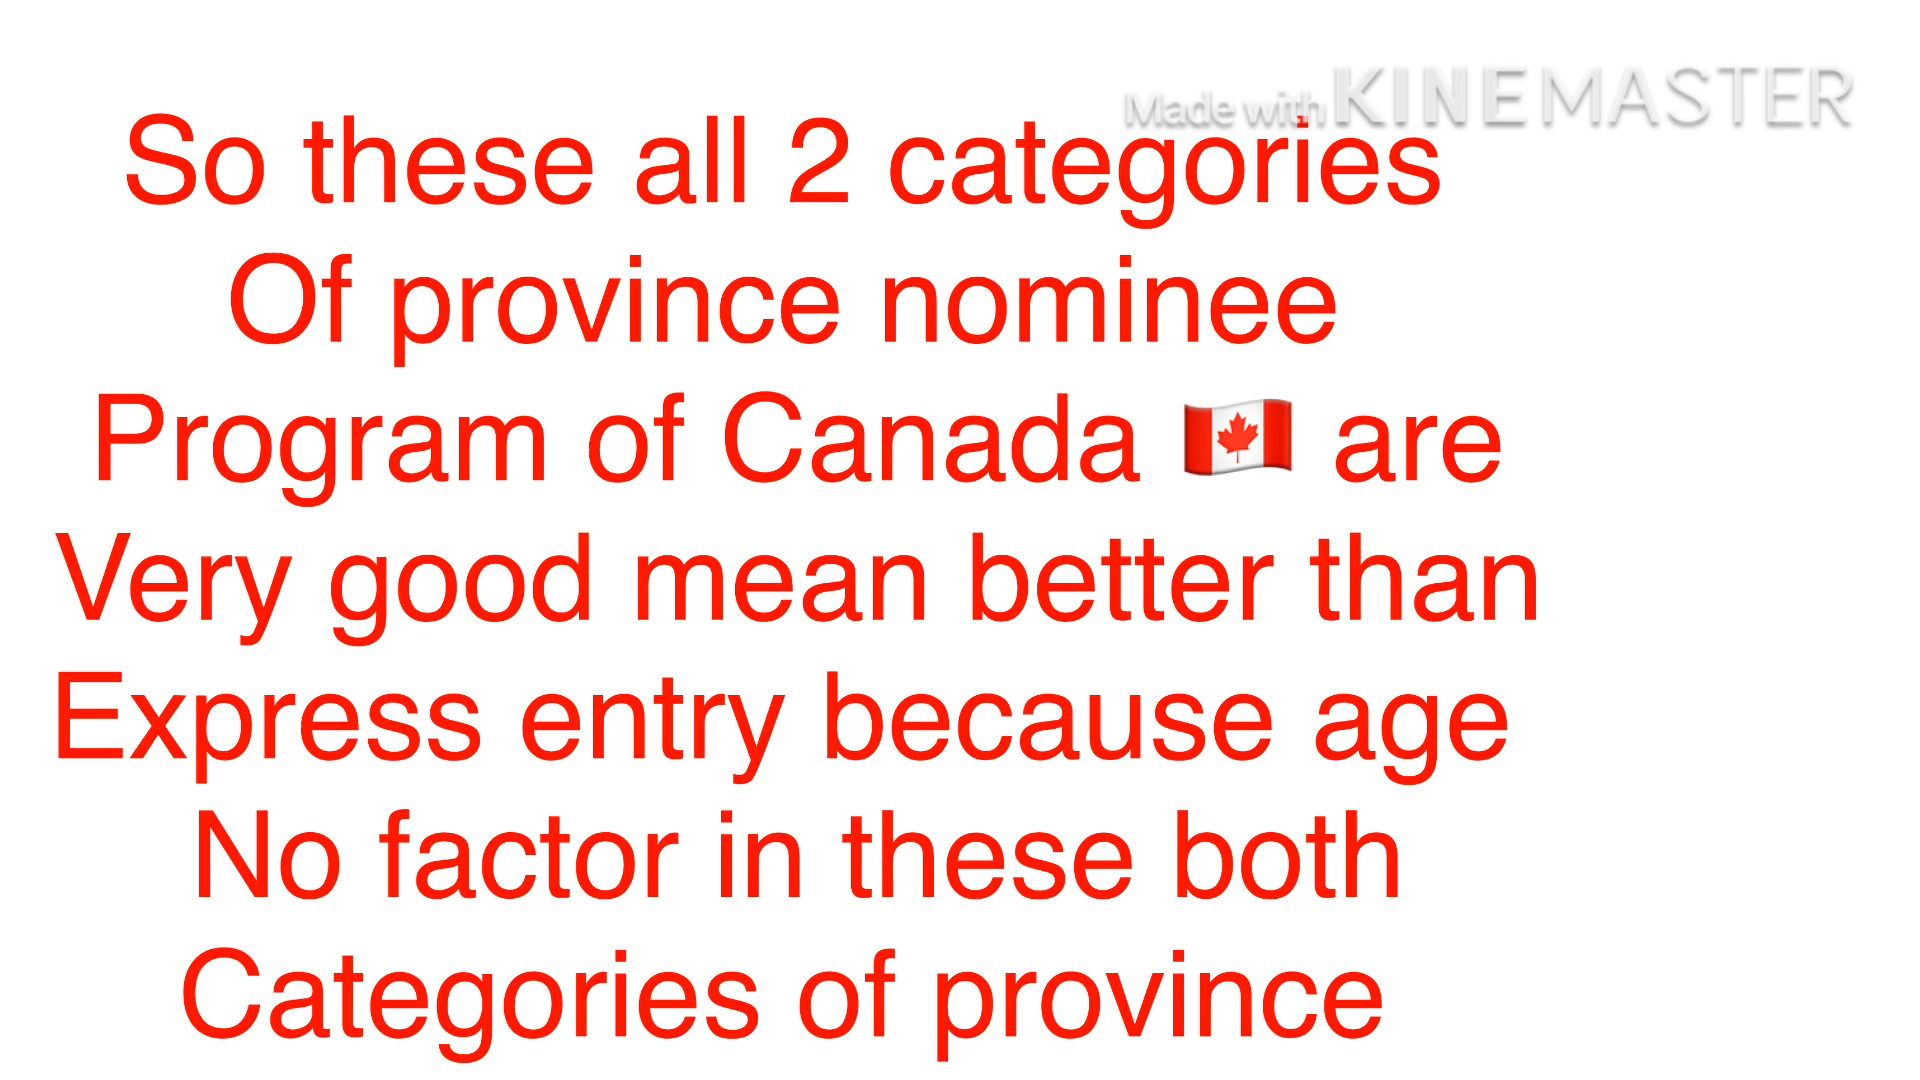 Made with KINEMASTER
So these all 2 categories
Of province nominee
Program of Canada 🇨🇦 are
Very good mean better than
Express entry because age
No factor in these both
Categories of province